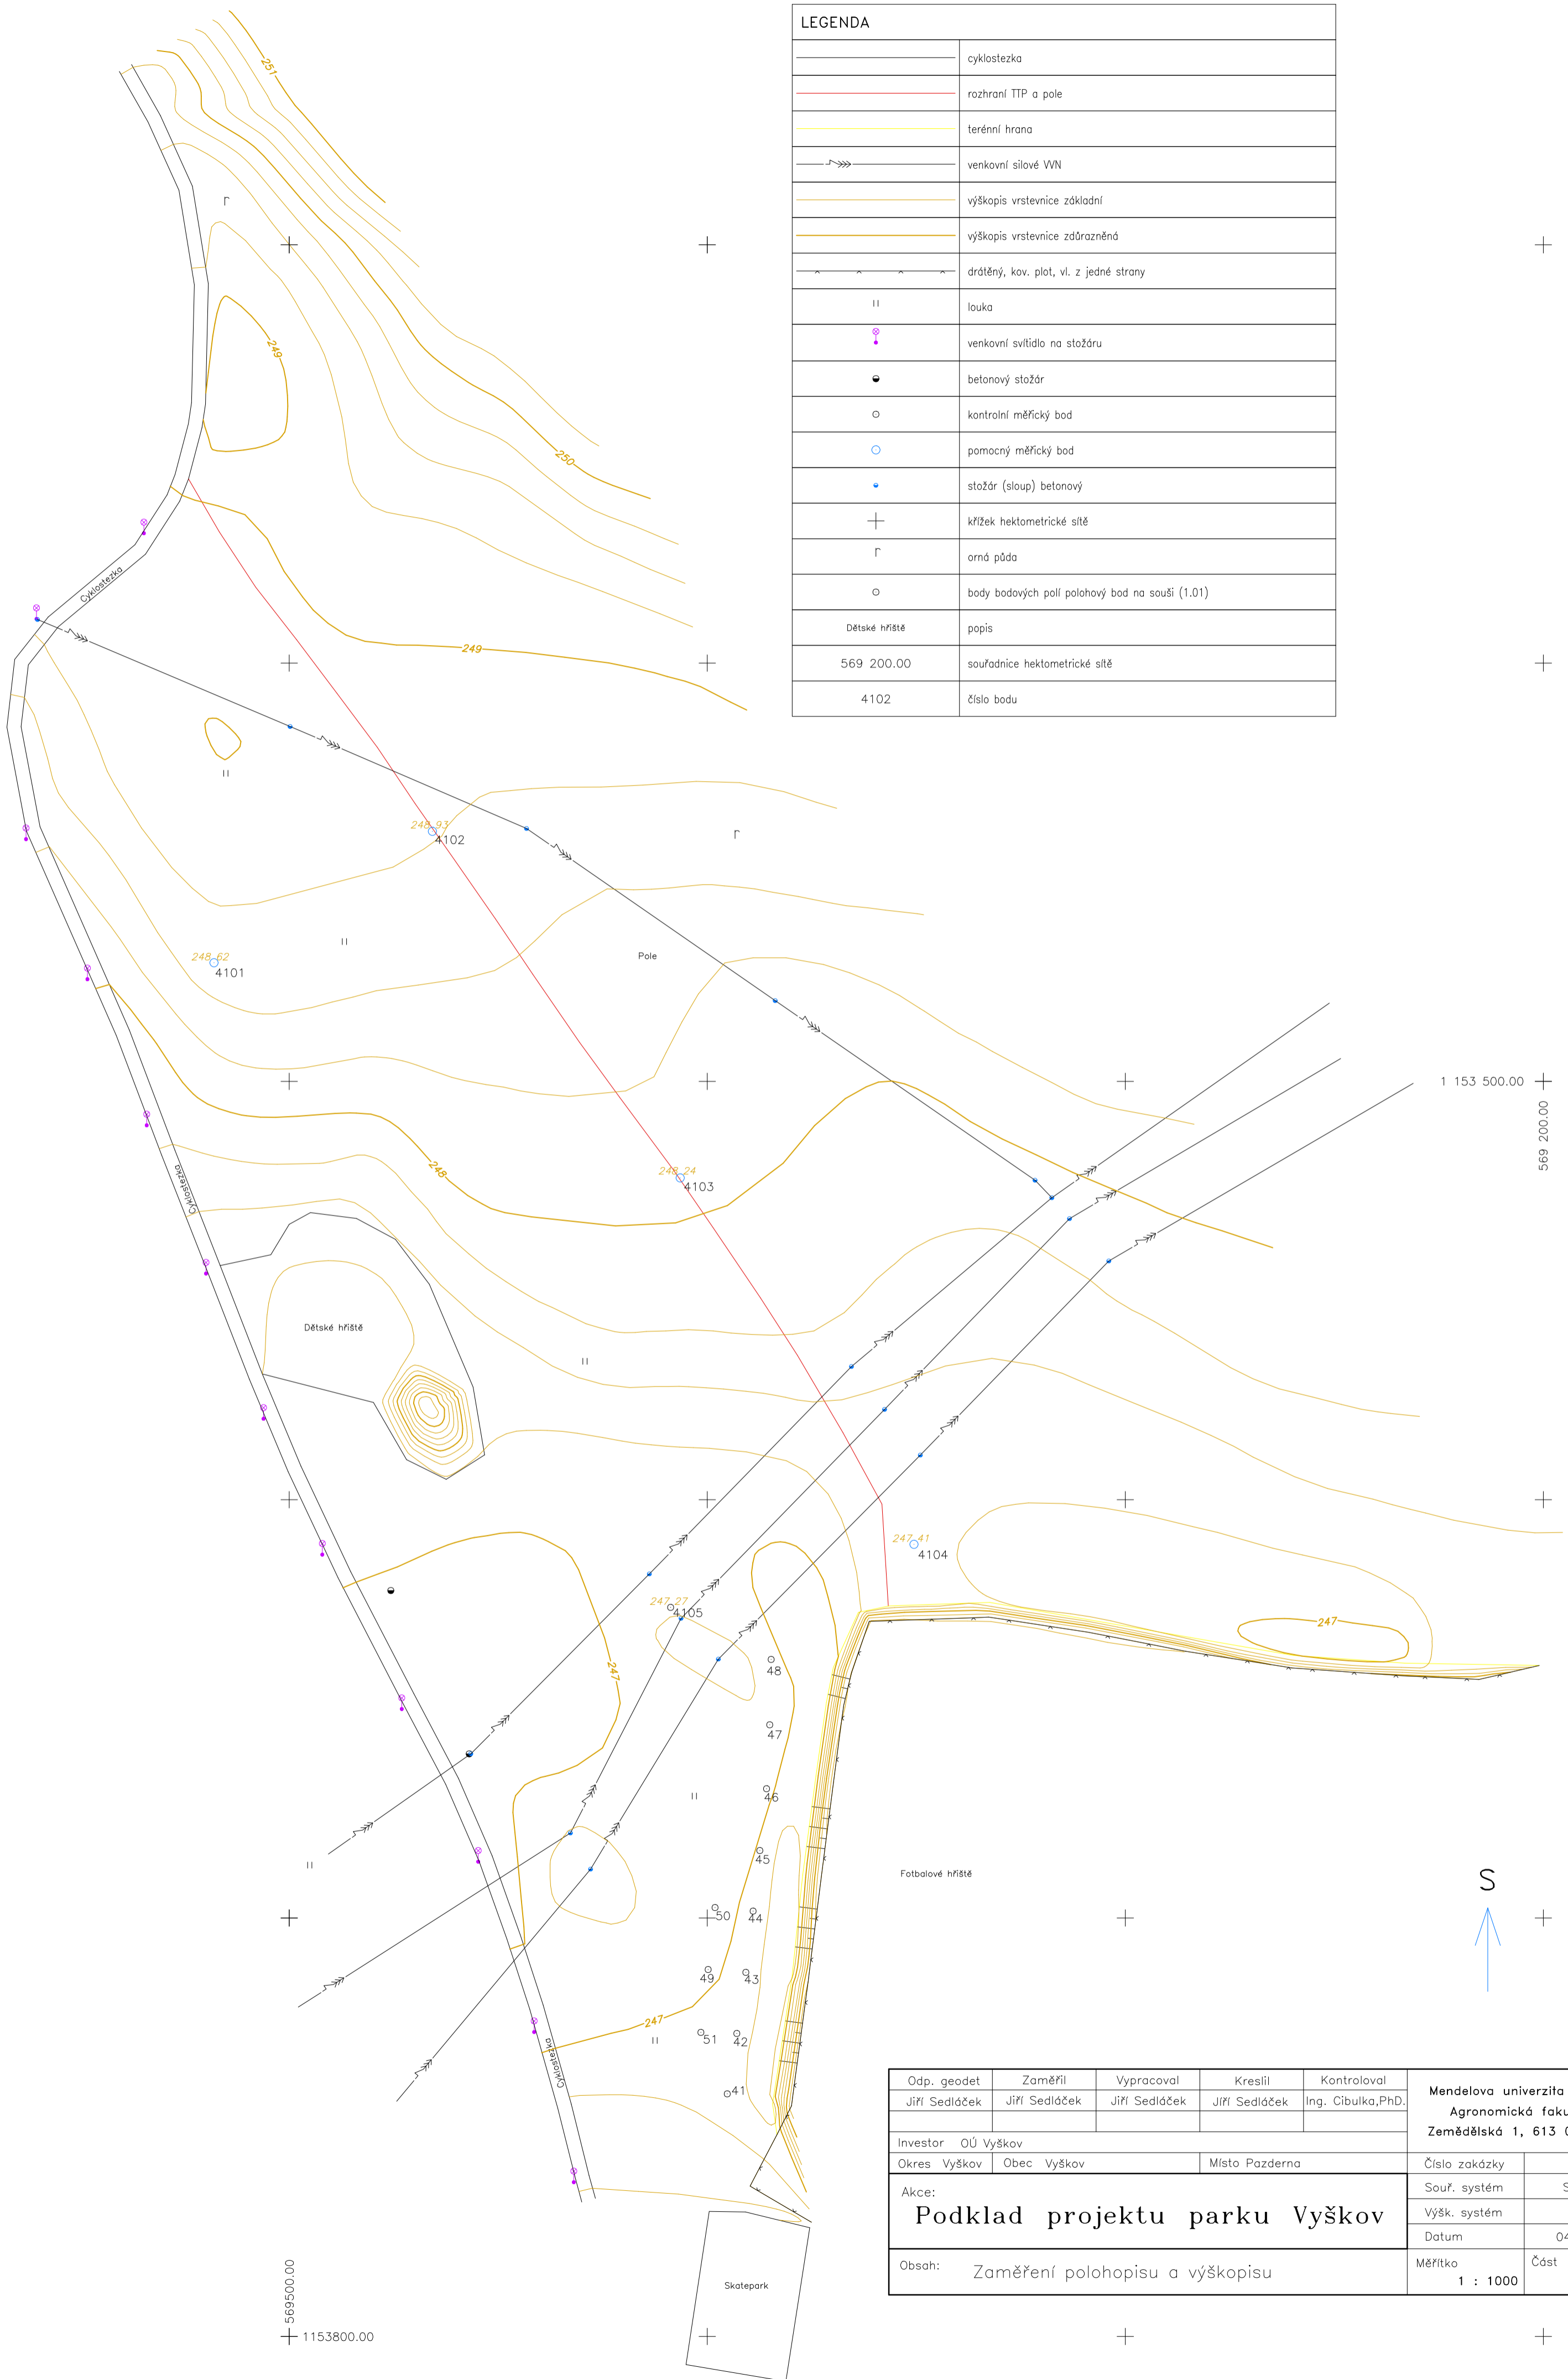 LEGENDA
cyklostezka
rozhraní TTP a pole
terénní hrana
venkovní silové VVN
výškopis vrstevnice základní
výškopis vrstevnice zdůrazněná
drátěný, kov. plot, vl. z jedné strany
louka
venkovní svítidlo na stožáru
betonový stožár
kontrolní měřický bod
pomocný měřický bod
stožár (sloup) betonový
křížek hektometrické sítě
orná půda
body bodových polí polohový bod na souši (1.01)
Dětské hřiště popis
569 200.00 souřadnice hektometrické sítě
4102 číslo bodu
251
249
250
Cyklostezka
249
248.93
4102
248.62
4101
Pole
1 153 500.00
569 200.00
248
248.24
4103
Cyklostezka
Dětské hřiště
247.41
4104
247.27
4105
247
48
247
47
46
45
Fotbalové hřiště
S
50
44
49
43
247
51
42
Cyklostezka
41
Odp. geodet Zaměřil Vypracoval Kreslil Kontroloval
Jiří Sedláček Jiří Sedláček Jiří Sedláček Jiří Sedláček Ing. Cibulka,PhD.
Mendelova univerzita
Agronomická faku
Zemědělská 1, 613 0
Investor OÚ Vyškov
Okres Vyškov Obec Vyškov Místo Pazderna
Číslo zakázky
Akce:
Podklad projektu parku Vyškov
Souř. systém S
Výšk. systém
Datum 04
Obsah: Zaměření polohopisu a výškopisu
Měřítko Část
1 : 1000
Skatepark
569500.00
1153800.00